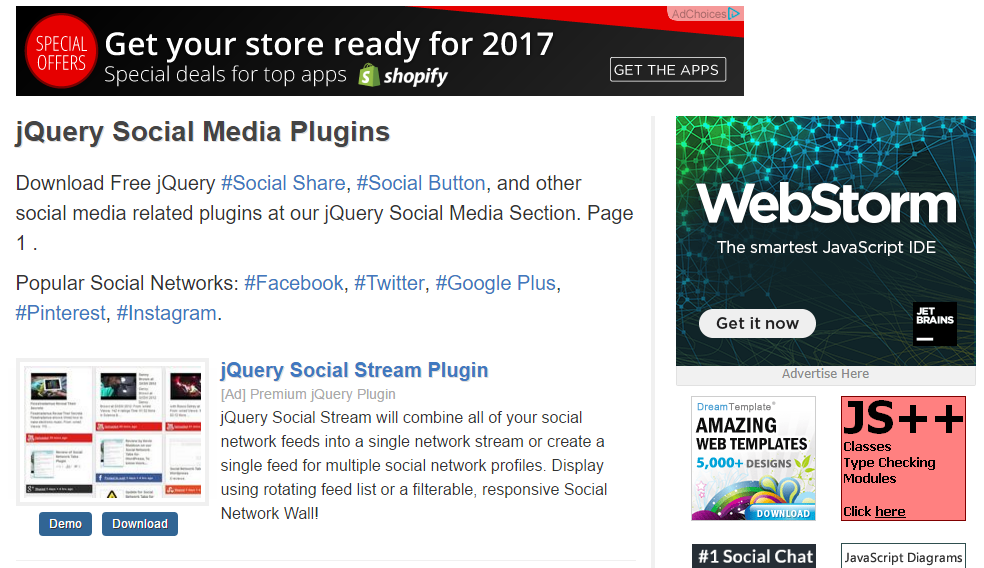 SPECIAL
OFFERS
Get your store ready for 2017
Special deals for top apps shopify
GET THE APPS
AdChoices
jQuery Social Media Plugins
Download Free jQuery #Social Share, #Social Button, and other
social media related plugins at our jQuery Social Media Section. Page
1 .
Popular Social Networks: #Facebook, #Twitter, #Google Plus,
#Pinterest, #Instagram.
jQuery Social Stream Plugin
[Ad] Premium jQuery Plugin
jQuery Social Stream will combine all of your social
network feeds into a single network stream or create a
single feed for multiple social network profiles. Display
using rotating feed list or a filterable, responsive Social
Network Wall!
Demo Download
WebStorm
The smartest JavaScript IDE
Get it now
JET
BRAINS
Advertise Here
DreamTemplate
AMAZING
WEB TEMPLATES
5,000+ DESIGNS
DOWNLOAD
JS++
Classes
Type Checking
Modules
Click here
#1 Social Chat
JavaScript Diagrams